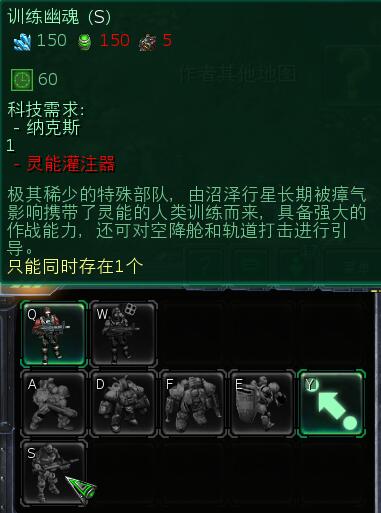 训练幽魂 (S)
150 150 5
60
作者其他地图
科技需求:
- 纳克斯
1
- 灵能灌注器
极其稀少的特殊部队，由沼泽行星长期被瘴气
影响携带了灵能的人类训练而来，具备强大的
作战能力，还可对空降舱和轨道打击进行引
导。
只能同时存在1个
Q W
A D F E Y
S